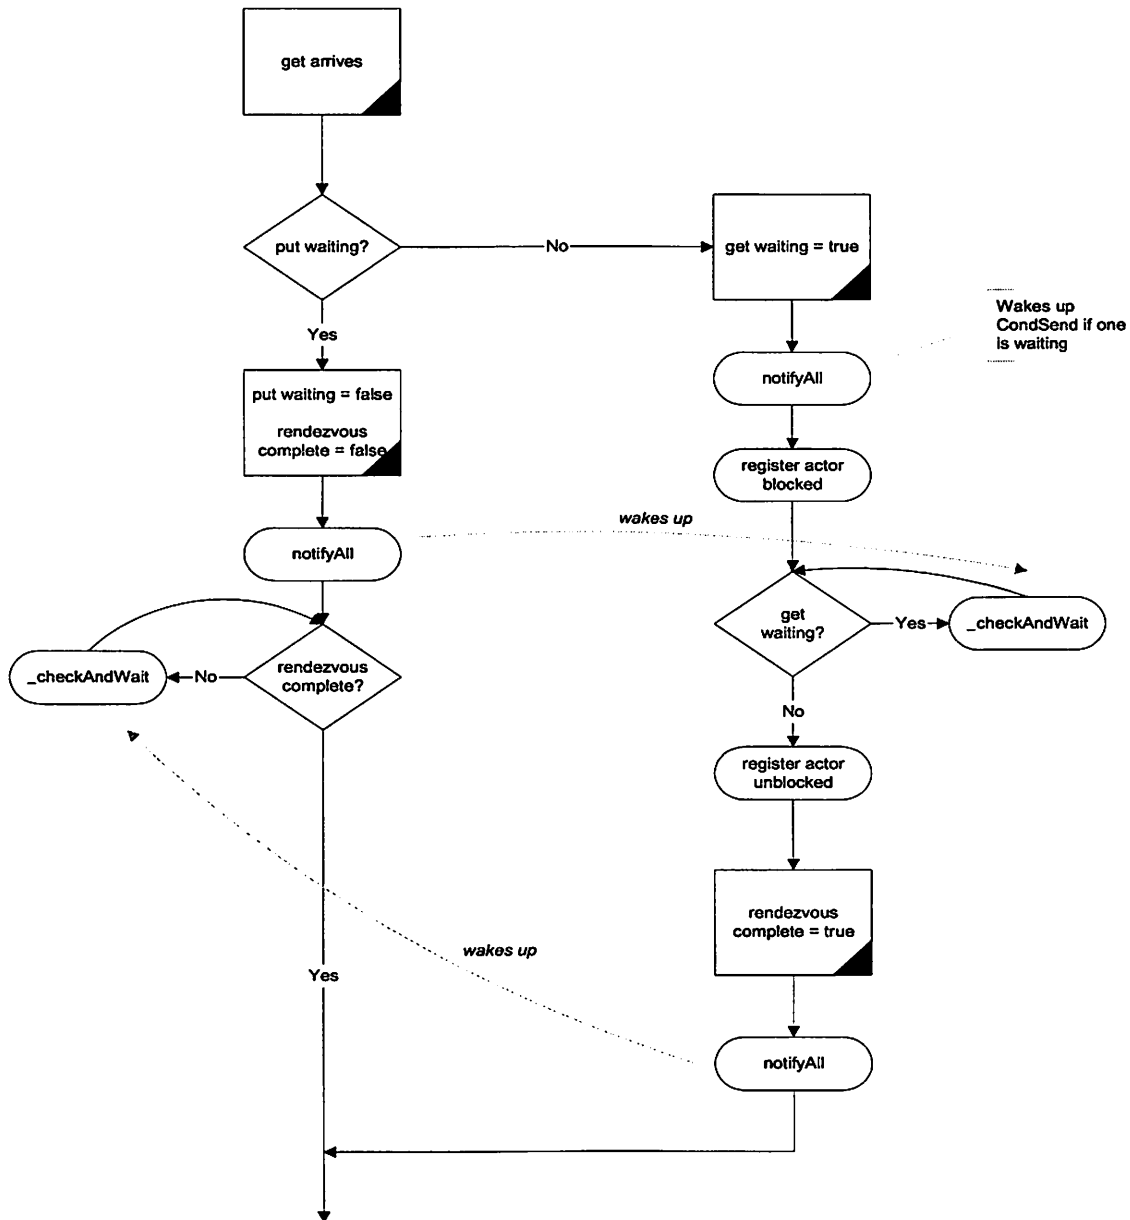 get arrives
put waiting?
No
get waiting = true
Wakes up
CondSend if one
is waiting
Yes
notifyAll
put waiting = false
rendezvous
complete = false
register actor
blocked
wakes up
notifyAll
get
waiting?
Yes
_checkAndWait
_checkAndWait
No
rendezvous
complete?
No
register actor
unblocked
rendezvous
complete = true
wakes up
Yes
notifyAll